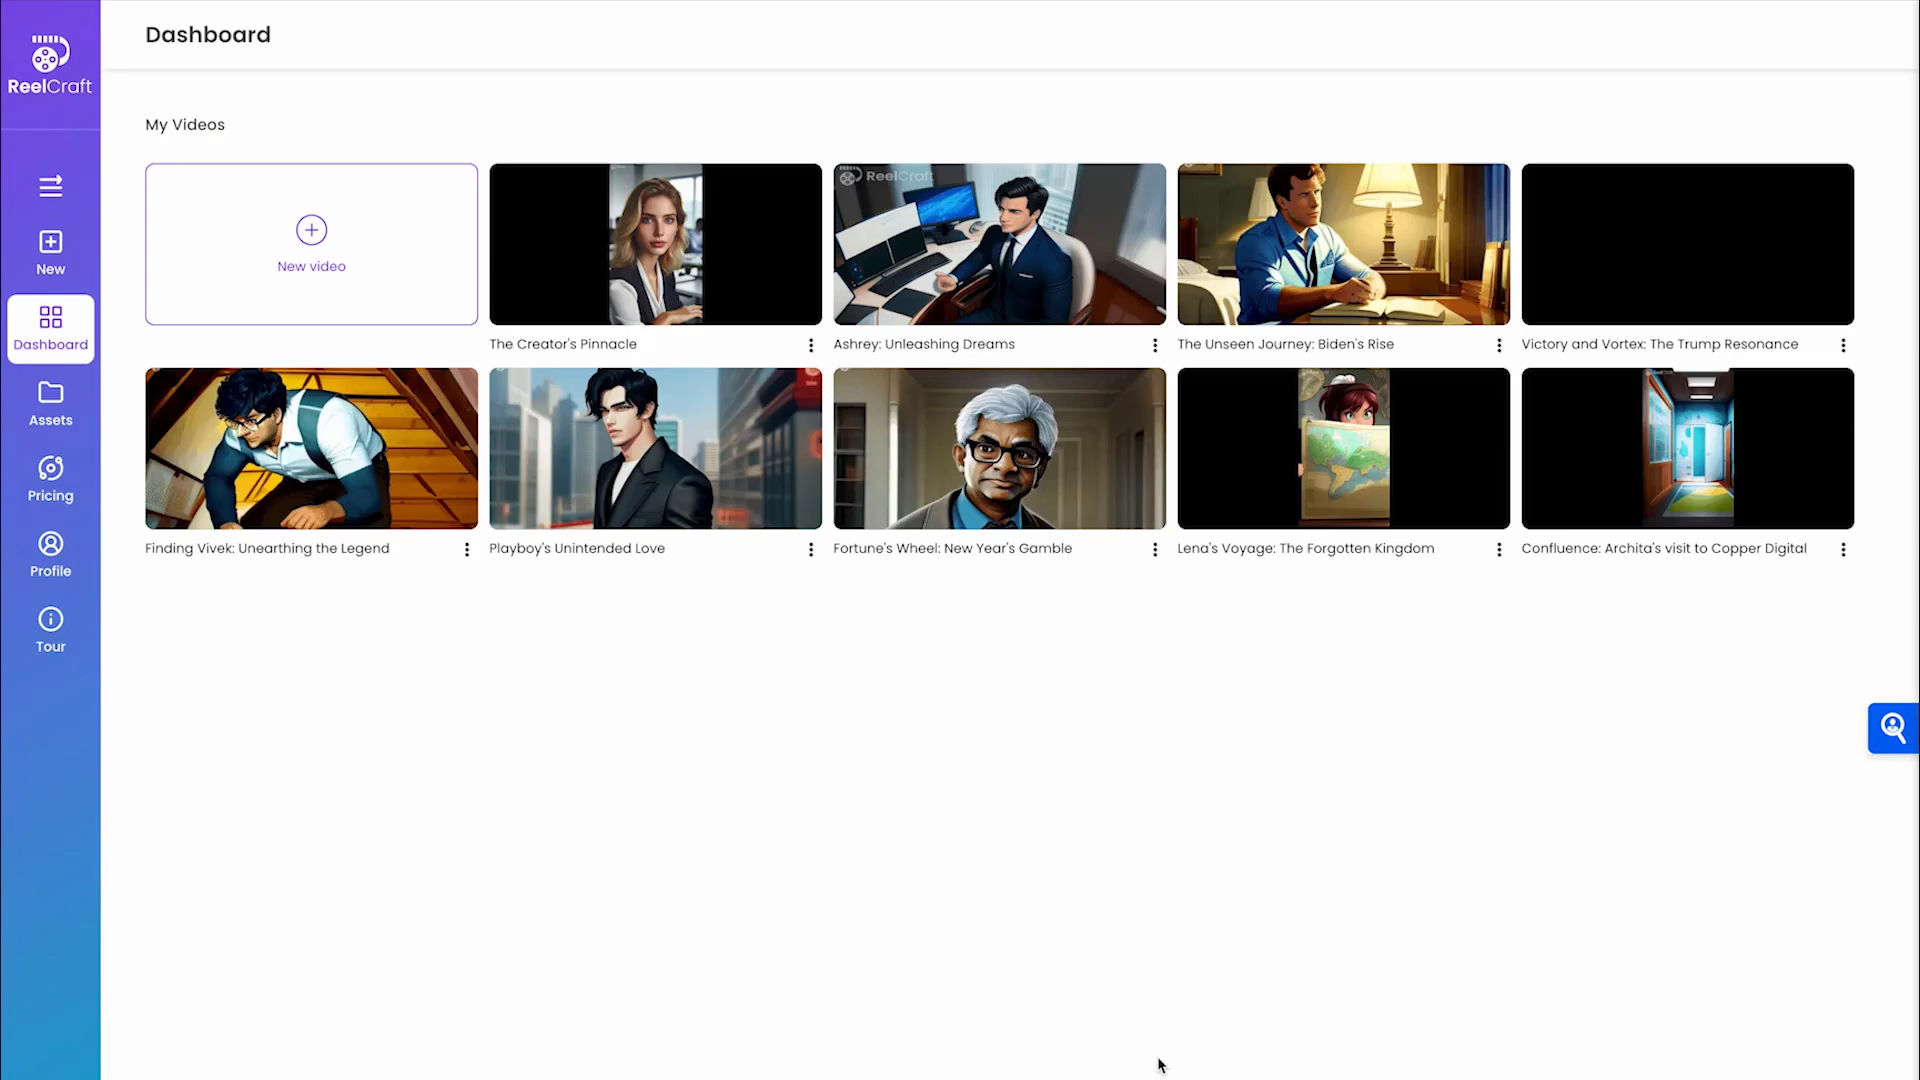 Dashboard
ReelCraft
My Videos
New
New video
ReelCraft
Dashboard
The Creator's Pinnacle
Ashrey: Unleashing Dreams
The Unseen Journey: Biden's Rise
Victory and Vortex: The Trump Resonance
Assets
Pricing
Finding Vivek: Unearthing the Legend
Playboy's Unintended Love
Fortune's Wheel: New Year's Gamble
Lena's Voyage: The Forgotten Kingdom
Confluence: Archita's visit to Copper Digital
Profile
Tour